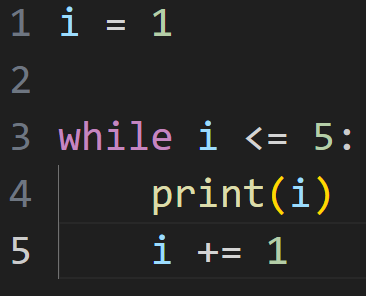 1 i = 1
2
3 while i <= 5:
4     print(i)
5     i += 1